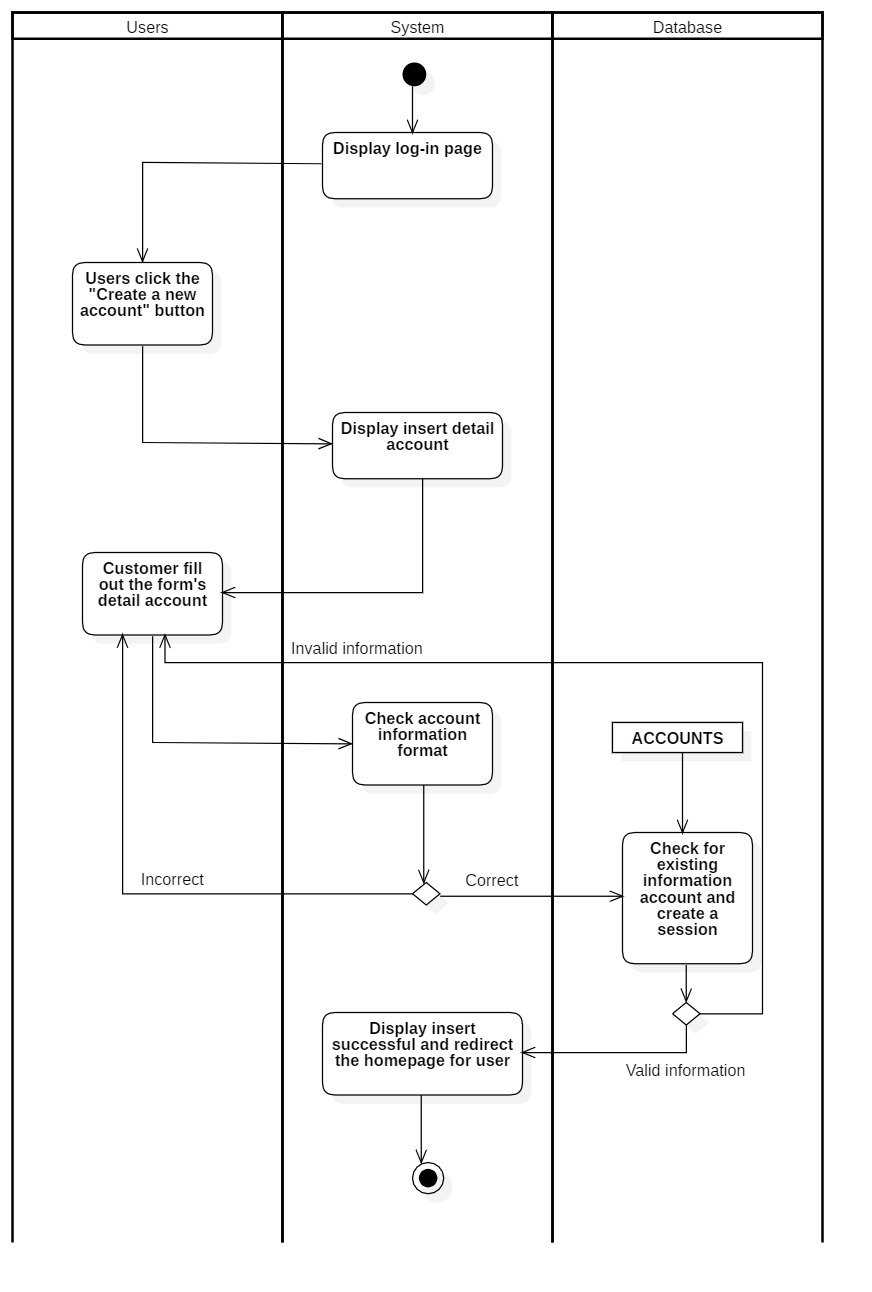 Users
System
Database
Display log-in page
Users click the
"Create a new
account" button
Display insert detail
account
Customer fill
out the form's
detail account
Invalid information
Check account
information
format
ACCOUNTS
Check for
existing
information
account and
create a
session
Incorrect
Correct
Display insert
successful and redirect
the homepage for user
Valid information